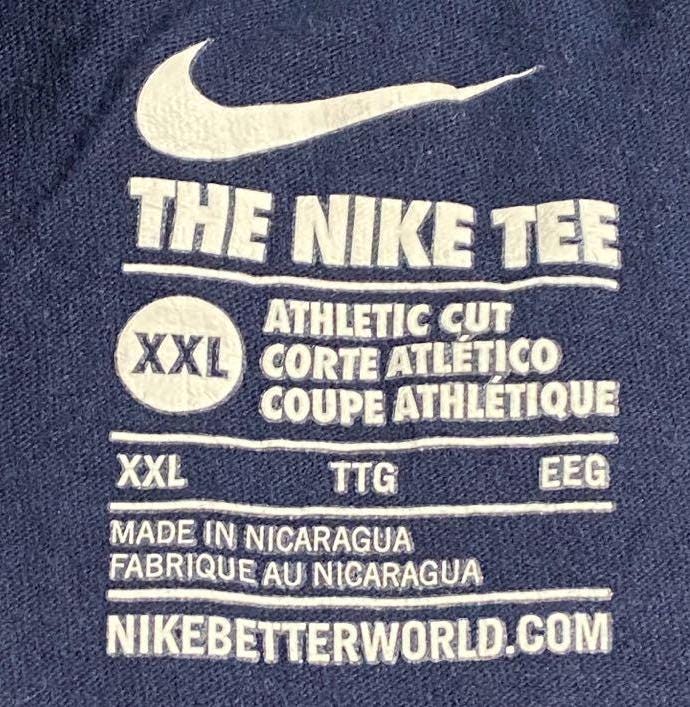 THE NIKE TEE
XXL
ATHLETIC CUT
CORTE ATLÉTICO
COUPE ATHLÉTIQUE
XXL TTG EEG
MADE IN NICARAGUA
FABRIQUE AU NICARAGUA
NIKEBETTERWORLD.COM